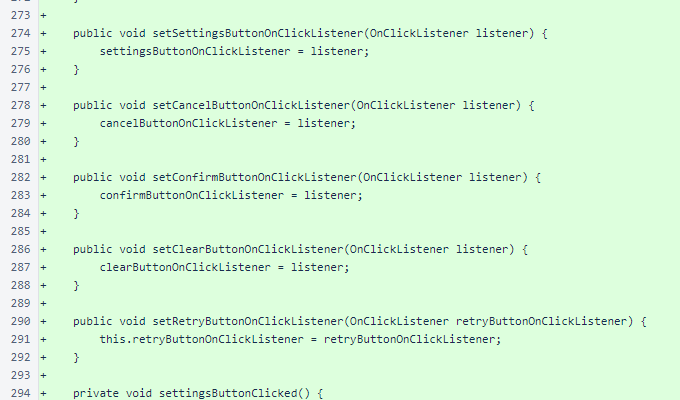 273 +
274 +    public void setSettingsButtonOnClickListener(OnClickListener listener) {
275 +        settingsButtonOnClickListener = listener;
276 +    }
277 +
278 +    public void setCancelButtonOnClickListener(OnClickListener listener) {
279 +        cancelButtonOnClickListener = listener;
280 +    }
281 +
282 +    public void setConfirmButtonOnClickListener(OnClickListener listener) {
283 +        confirmButtonOnClickListener = listener;
284 +    }
285 +
286 +    public void setClearButtonOnClickListener(OnClickListener listener) {
287 +        clearButtonOnClickListener = listener;
288 +    }
289 +
290 +    public void setRetryButtonOnClickListener(OnClickListener retryButtonOnClickListener) {
291 +        this.retryButtonOnClickListener = retryButtonOnClickListener;
292 +    }
293 +
294 +    private void settingsButtonClicked() {